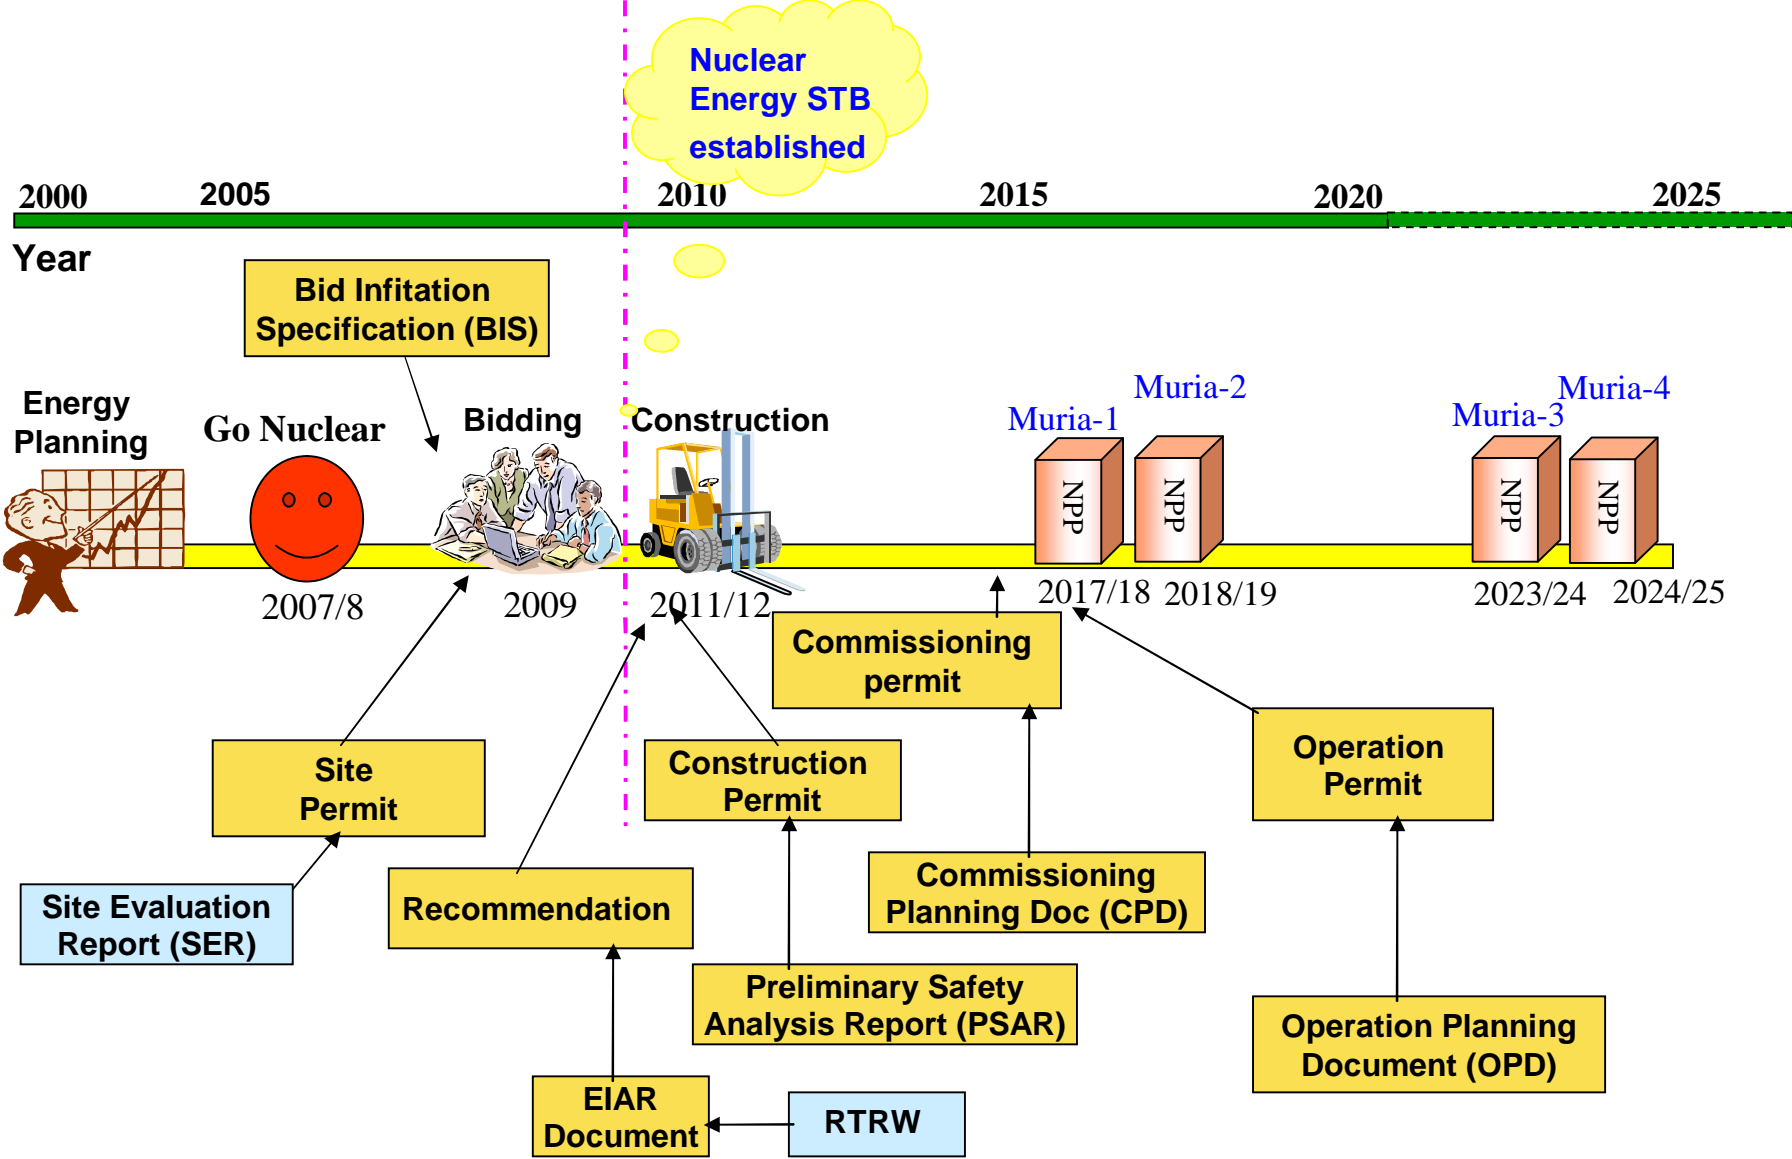 Nuclear
Energy STB
established
2000
2005
2010
2015
2020
2025
Year
Bid Infitation
Specification (BIS)
Energy
Planning
Go Nuclear
Bidding
Construction
Muria-1
Muria-2
Muria-3
Muria-4
NPP
NPP
NPP
NPP
2007/8
2009
2011/12
2017/18
2018/19
2023/24
2024/25
Commissioning
permit
Site
Permit
Construction
Permit
Operation
Permit
Site Evaluation
Report (SER)
Recommendation
Commissioning
Planning Doc (CPD)
Preliminary Safety
Analysis Report (PSAR)
Operation Planning
Document (OPD)
EIAR
Document
RTRW